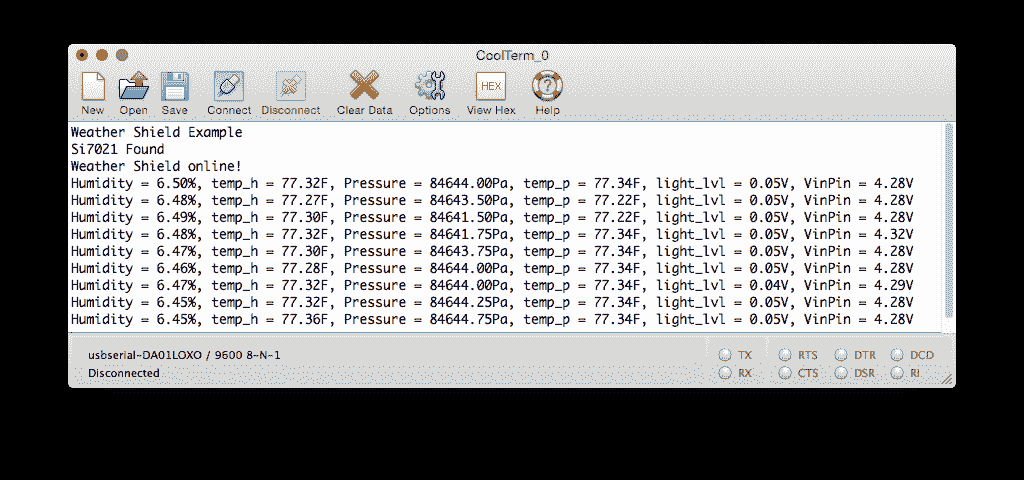 CoolTerm_0
New Open Save Connect Disconnect Clear Data Options HEX View Hex ? Help
Weather Shield Example
Si7021 Found
Weather Shield online!
Humidity = 6.50%, temp_h = 77.32F, Pressure = 84644.00Pa, temp_p = 77.34F, light_lvl = 0.05V, VinPin = 4.28V
Humidity = 6.48%, temp_h = 77.27F, Pressure = 84643.50Pa, temp_p = 77.22F, light_lvl = 0.05V, VinPin = 4.28V
Humidity = 6.49%, temp_h = 77.30F, Pressure = 84641.50Pa, temp_p = 77.22F, light_lvl = 0.05V, VinPin = 4.28V
Humidity = 6.48%, temp_h = 77.32F, Pressure = 84641.75Pa, temp_p = 77.34F, light_lvl = 0.05V, VinPin = 4.32V
Humidity = 6.47%, temp_h = 77.30F, Pressure = 84643.75Pa, temp_p = 77.34F, light_lvl = 0.05V, VinPin = 4.28V
Humidity = 6.46%, temp_h = 77.28F, Pressure = 84644.00Pa, temp_p = 77.34F, light_lvl = 0.05V, VinPin = 4.28V
Humidity = 6.47%, temp_h = 77.32F, Pressure = 84644.00Pa, temp_p = 77.34F, light_lvl = 0.04V, VinPin = 4.29V
Humidity = 6.45%, temp_h = 77.32F, Pressure = 84644.25Pa, temp_p = 77.34F, light_lvl = 0.05V, VinPin = 4.28V
Humidity = 6.45%, temp_h = 77.36F, Pressure = 84644.75Pa, temp_p = 77.34F, light_lvl = 0.05V, VinPin = 4.28V
usbserial-DA01LOXO / 9600 8-N-1 TX RTS DTR DCD
Disconnected RX CTS DSR RI